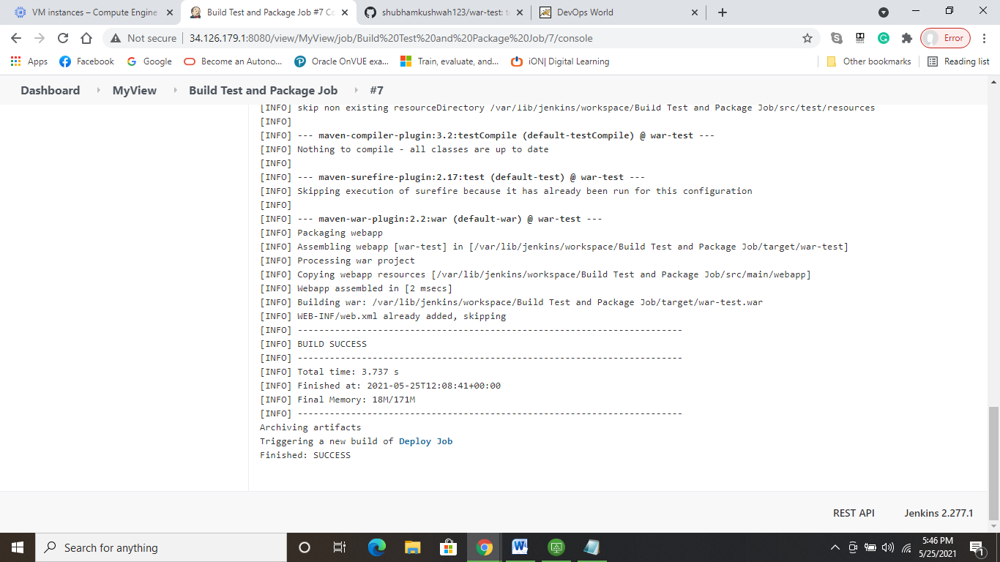 VM instances – Compute Engine
Build Test and Package Job #7 Co
shubhamkushwah123/war-test: t
DevOps World
Not secure
34.126.179.1:8080/view/MyView/job/Build%20Test%20and%20Package%20Job/7/console
Error
Apps
Facebook
Google
Become an Autono...
Oracle OnVUE exa...
Train, evaluate, and...
iON| Digital Learning
Other bookmarks
Reading list
Dashboard
MyView
Build Test and Package Job
#7
[INFO] skip non existing resourceDirectory /var/lib/jenkins/workspace/Build Test and Package Job/src/test/resources
[INFO]
[INFO] --- maven-compiler-plugin:3.2:testCompile (default-testCompile) @ war-test ---
[INFO] Nothing to compile - all classes are up to date
[INFO]
[INFO] --- maven-surefire-plugin:2.17:test (default-test) @ war-test ---
[INFO] Skipping execution of surefire because it has already been run for this configuration
[INFO]
[INFO] --- maven-war-plugin:2.2:war (default-war) @ war-test ---
[INFO] Packaging webapp
[INFO] Assembling webapp [war-test] in [/var/lib/jenkins/workspace/Build Test and Package Job/target/war-test]
[INFO] Processing war project
[INFO] Copying webapp resources [/var/lib/jenkins/workspace/Build Test and Package Job/src/main/webapp]
[INFO] Webapp assembled in [2 msecs]
[INFO] Building war: /var/lib/jenkins/workspace/Build Test and Package Job/target/war-test.war
[INFO] WEB-INF/web.xml already added, skipping
[INFO] ------------------------------------------------------------------------
[INFO] BUILD SUCCESS
[INFO] ------------------------------------------------------------------------
[INFO] Total time: 3.737 s
[INFO] Finished at: 2021-05-25T12:08:41+00:00
[INFO] Final Memory: 18M/171M
[INFO] ------------------------------------------------------------------------
Archiving artifacts
Triggering a new build of Deploy Job
Finished: SUCCESS
REST API
Jenkins 2.277.1
Search for anything
5:46 PM
5/25/2021
1